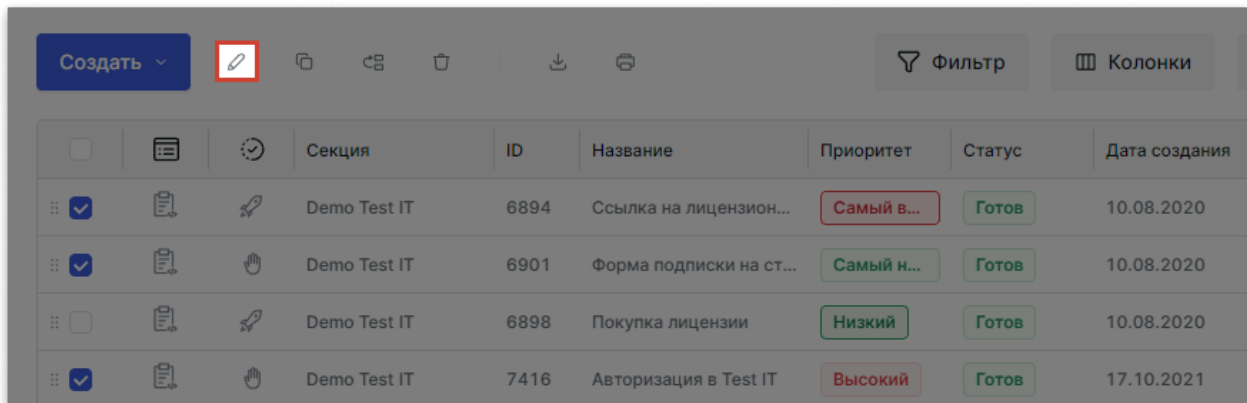 Создать Фильтр Колонки
Секция ID Название Приоритет Статус Дата создания
Demo Test IT 6894 Ссылка на лицензион... Самый в... Готов 10.08.2020
Demo Test IT 6901 Форма подписки на ст... Самый н... Готов 10.08.2020
Demo Test IT 6898 Покупка лицензии Низкий Готов 10.08.2020
Demo Test IT 7416 Авторизация в Test IT Высокий Готов 17.10.2021